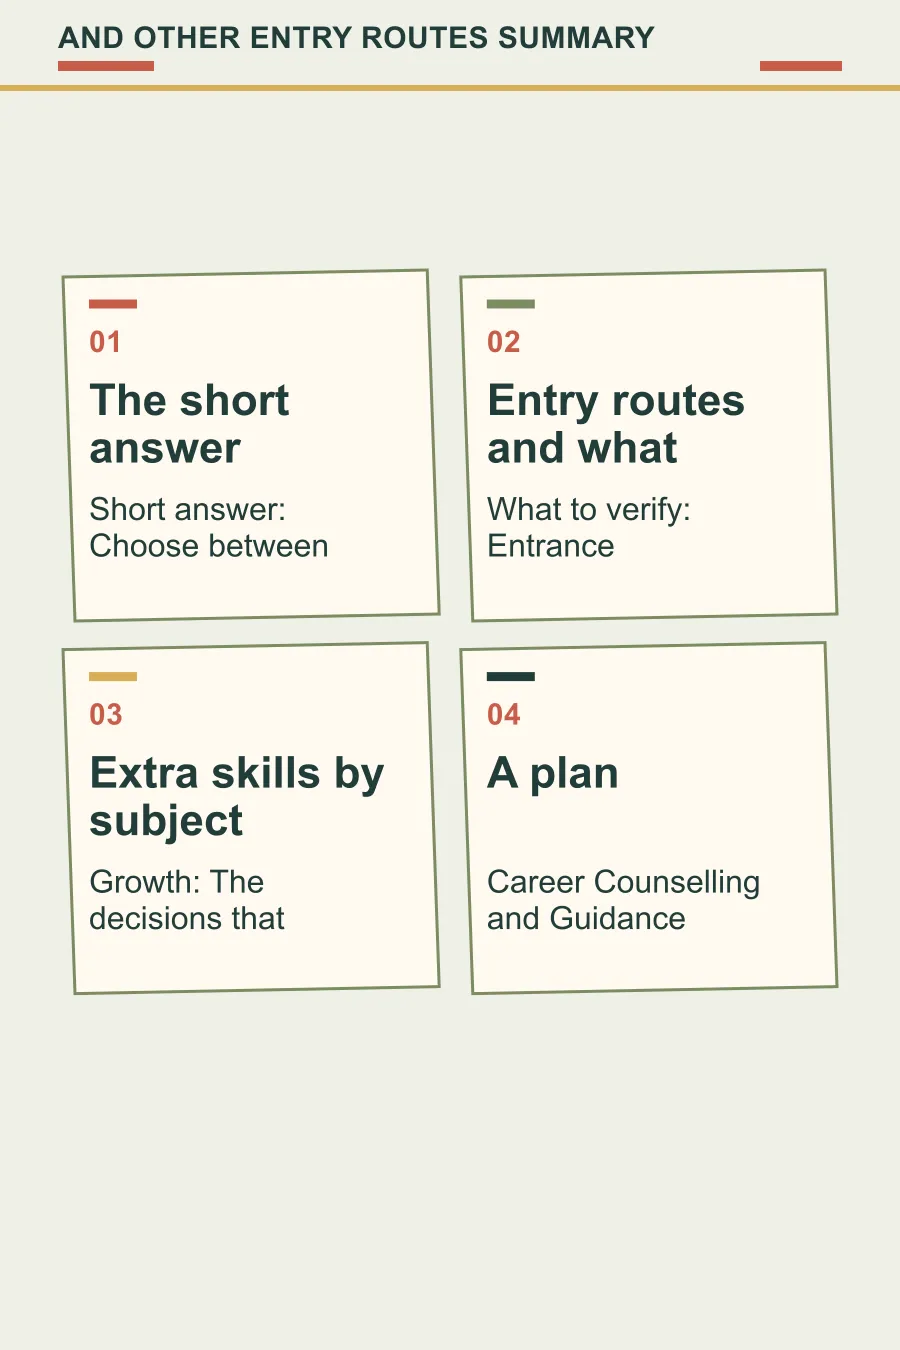 AND OTHER ENTRY ROUTES SUMMARY
01
The short
answer
Short answer:
Choose between
02
Entry routes
and what
What to verify:
Entrance
03
Extra skills by
subject
Growth: The
decisions that
04
A plan
Career Counselling
and Guidance